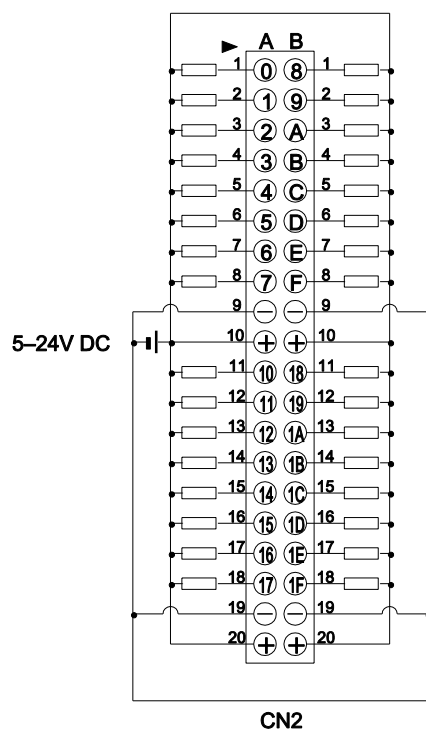 A B
1 0 8 1
2 1 9 2
3 2 A 3
4 3 B 4
5 4 C 5
6 5 D 6
7 6 E 7
8 7 F 8
9 − − 9
5–24V DC 10 + + 10
11 10 18 11
12 11 19 12
13 12 1A 13
14 13 1B 14
15 14 1C 15
16 15 1D 16
17 16 1E 17
18 17 1F 18
19 − − 19
20 + + 20
CN2